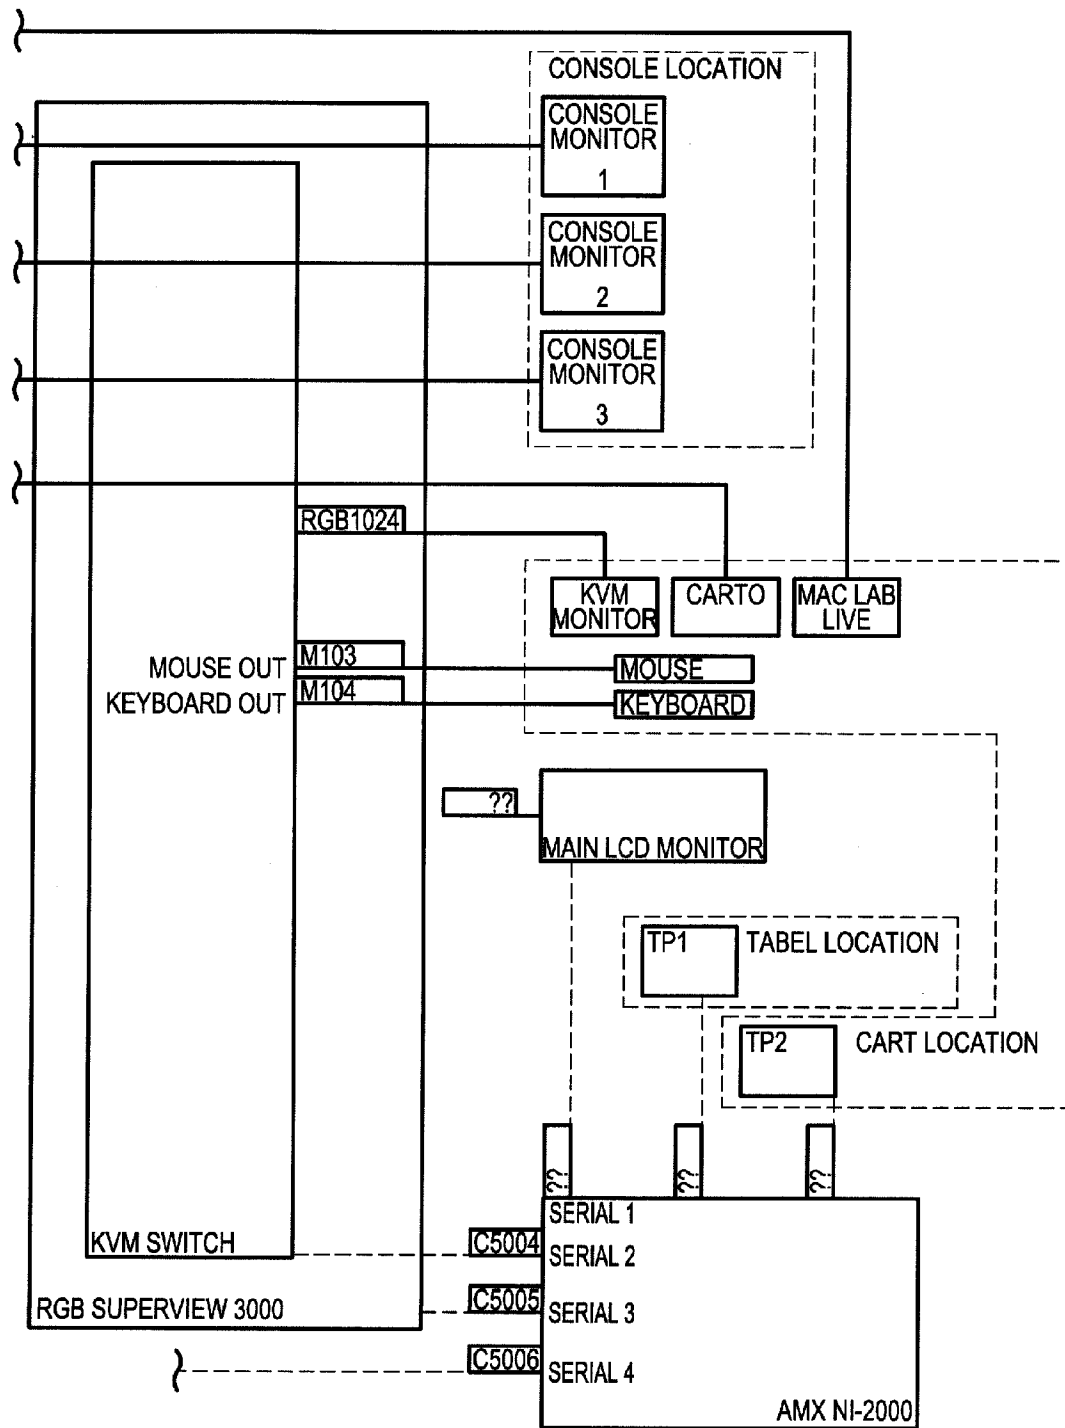 CONSOLE LOCATION
CONSOLE
MONITOR
1
CONSOLE
MONITOR
2
CONSOLE
MONITOR
3
RGB1024
KVM
MONITOR
CARTO
MAC LAB
LIVE
MOUSE OUT
M103
MOUSE
KEYBOARD OUT
M104
KEYBOARD
??
MAIN LCD MONITOR
TP1
TABEL LOCATION
TP2
CART LOCATION
??
??
??
SERIAL 1
KVM SWITCH
C5004
SERIAL 2
RGB SUPERVIEW 3000
C5005
SERIAL 3
C5006
SERIAL 4
AMX NI-2000